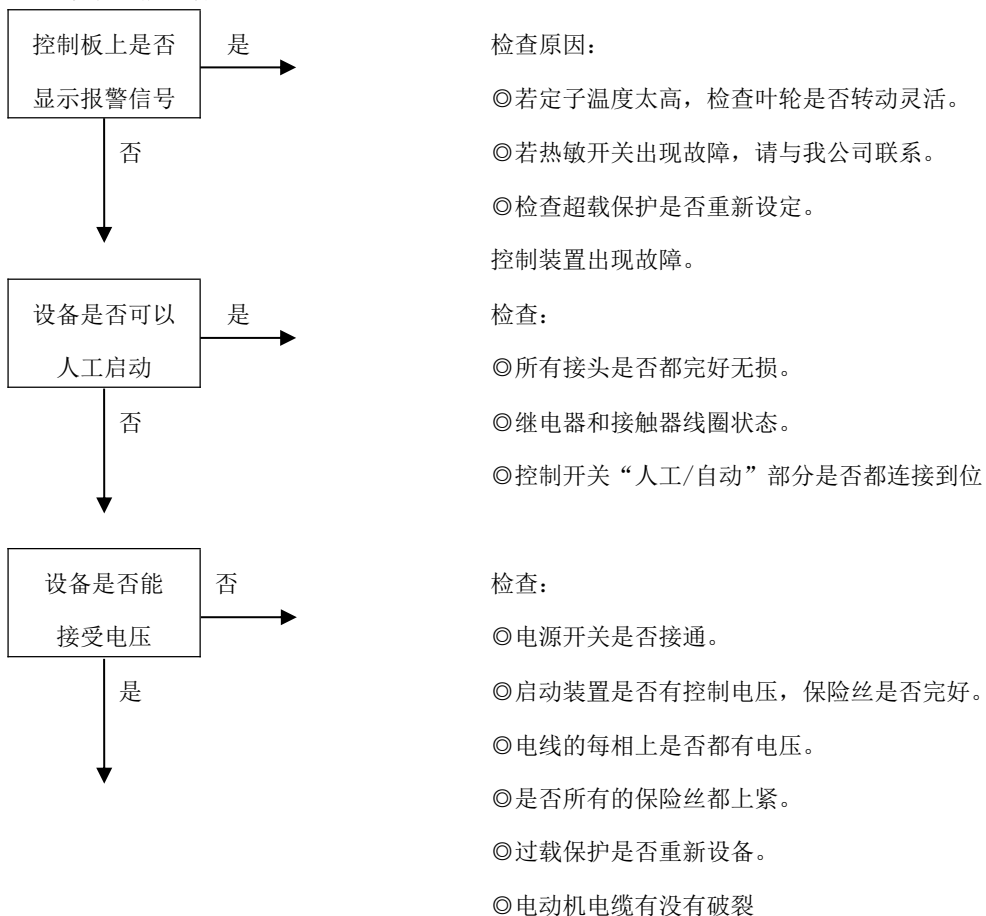 控制板上是否
显示报警信号
是
否
检查原因：
◎若定子温度太高，检查叶轮是否转动灵活。
◎若热敏开关出现故障，请与我公司联系。
◎检查超载保护是否重新设定。
控制装置出现故障。
设备是否可以
人工启动
是
否
检查：
◎所有接头是否都完好无损。
◎继电器和接触器线圈状态。
◎控制开关“人工/自动”部分是否都连接到位
设备是否能
接受电压
否
是
检查：
◎电源开关是否接通。
◎启动装置是否有控制电压，保险丝是否完好。
◎电线的每相上是否都有电压。
◎是否所有的保险丝都上紧。
◎过载保护是否重新设备。
◎电动机电缆有没有破裂